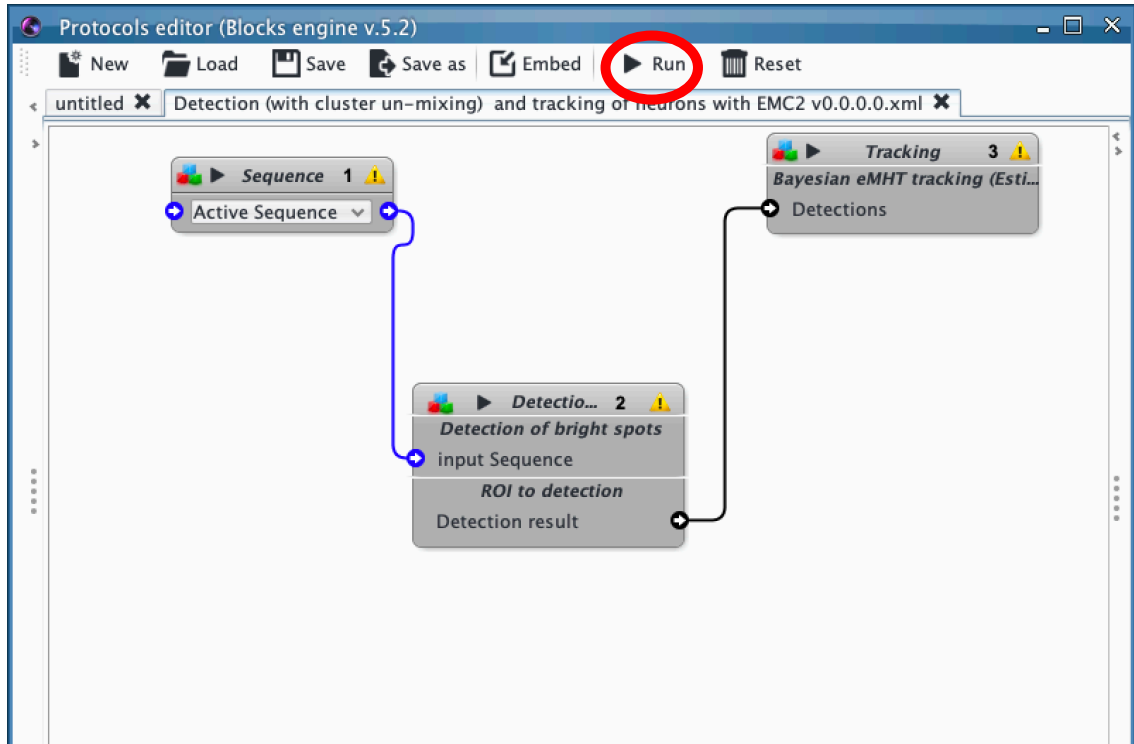 Protocols editor (Blocks engine v.5.2)
New Load Save Save as Embed Run Reset
untitled Detection (with cluster un-mixing) and tracking of neurons with EMC2 v0.0.0.0.xml
Sequence 1
Active Sequence
Tracking 3
Bayesian eMHT tracking (Esti...
Detections
Detectio... 2
Detection of bright spots
input Sequence
ROI to detection
Detection result